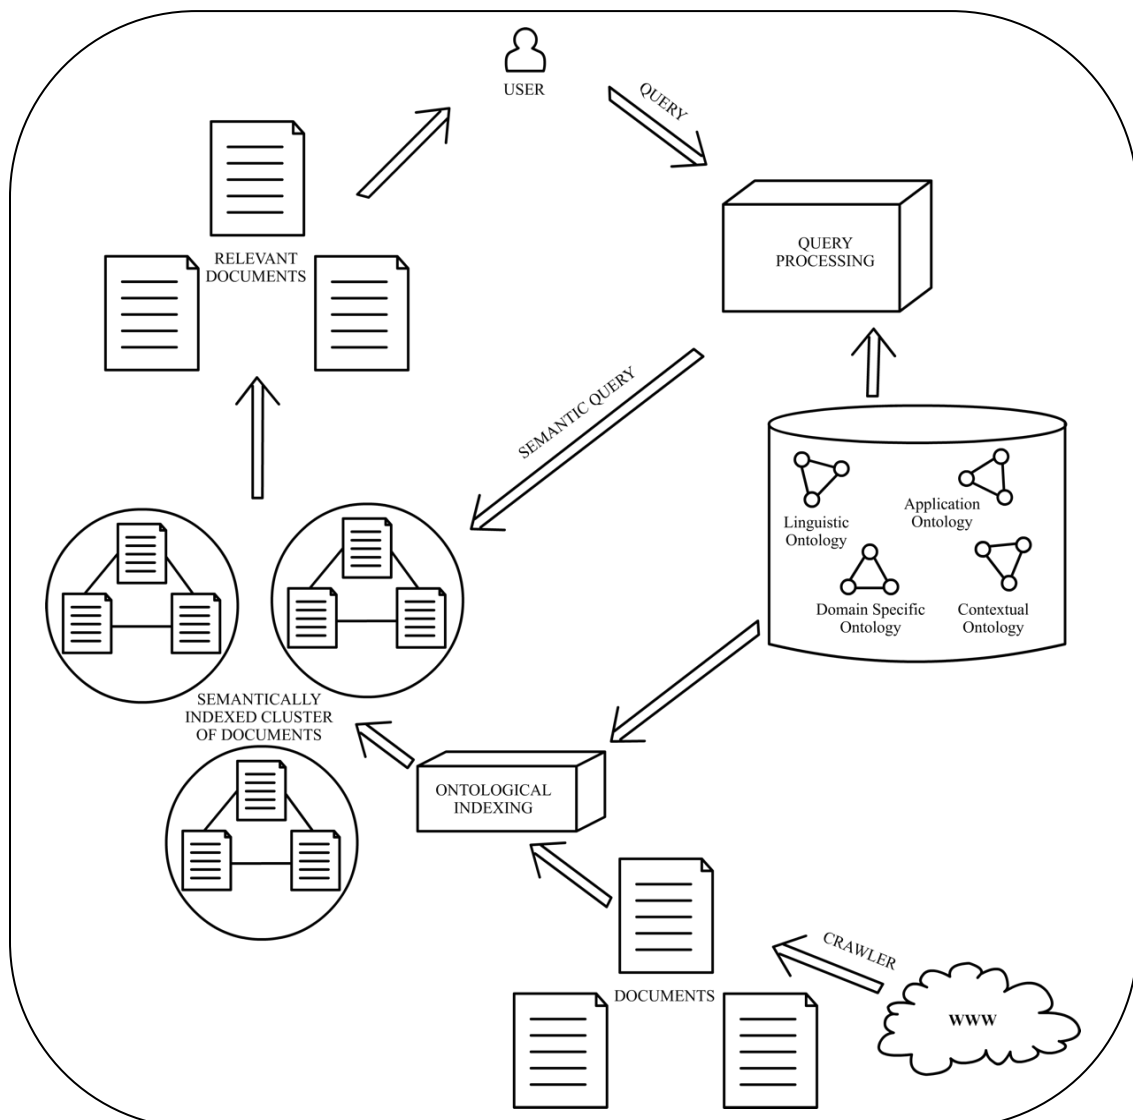 USER
QUERY
QUERY
PROCESSING
RELEVANT
DOCUMENTS
SEMANTIC QUERY
Linguistic
Ontology
Application
Ontology
Domain Specific
Ontology
Contextual
Ontology
SEMANTICALLY
INDEXED CLUSTER
OF DOCUMENTS
ONTOLOGICAL
INDEXING
DOCUMENTS
CRAWLER
WWW